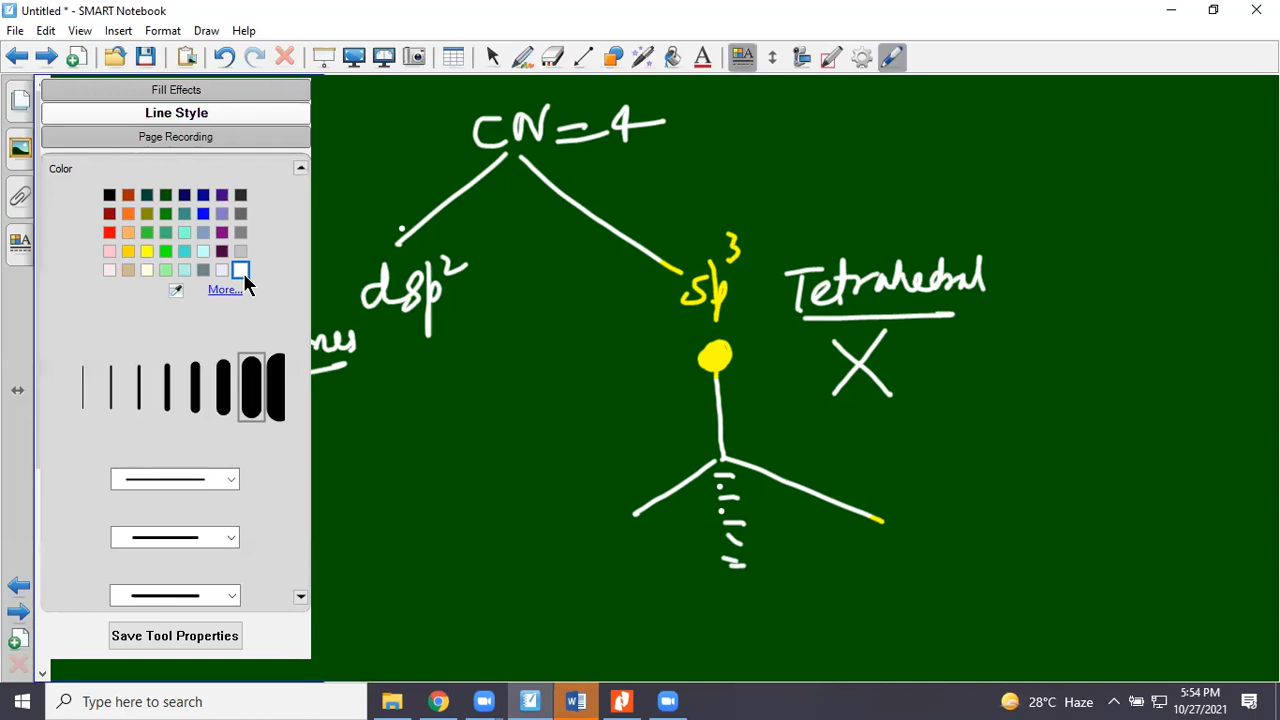 Untitled * - SMART Notebook
File Edit View Insert Format Draw Help
Fill Effects
Line Style
Page Recording
Color
More...
Save Tool Properties
CN=4
dsp²
sp³
Tetrahedral
X
Type here to search
28°C Haze
5:54 PM
10/27/2021